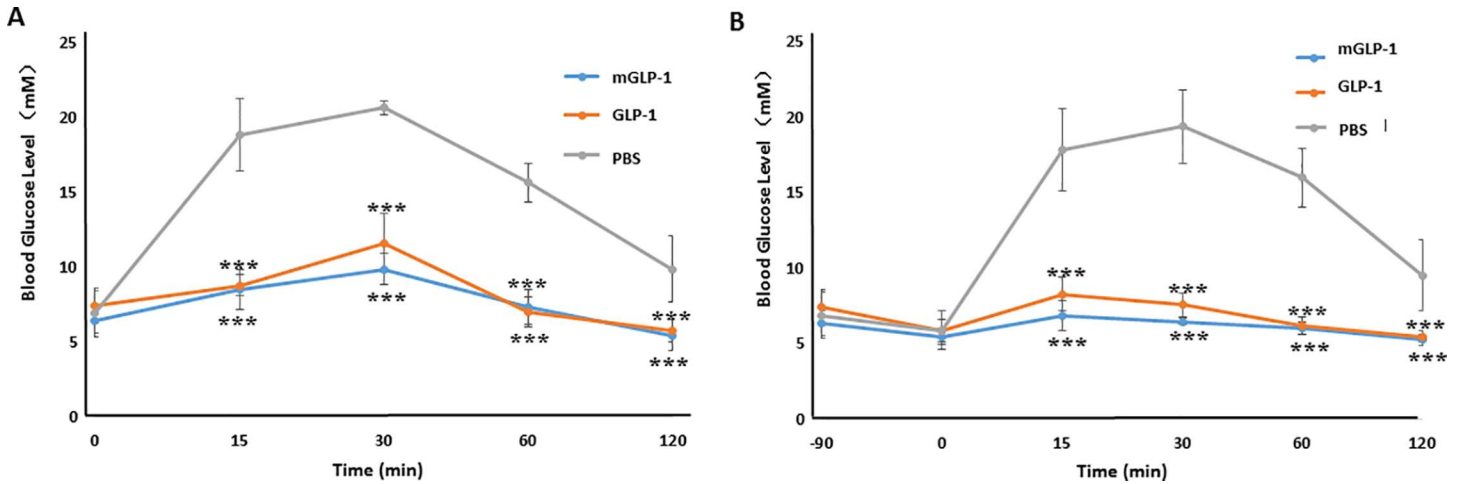 A
Blood Glucose Level（mM）
25
20
15
10
5
0
mGLP-1
GLP-1
PBS
***
***
***
***
***
***
***
***
0 15 30 60 120
Time (min)
B
Blood Glucose Level（mM）
25
20
15
10
5
0
mGLP-1
GLP-1
PBS
***
***
***
***
***
***
***
***
-90 0 15 30 60 120
Time (min)